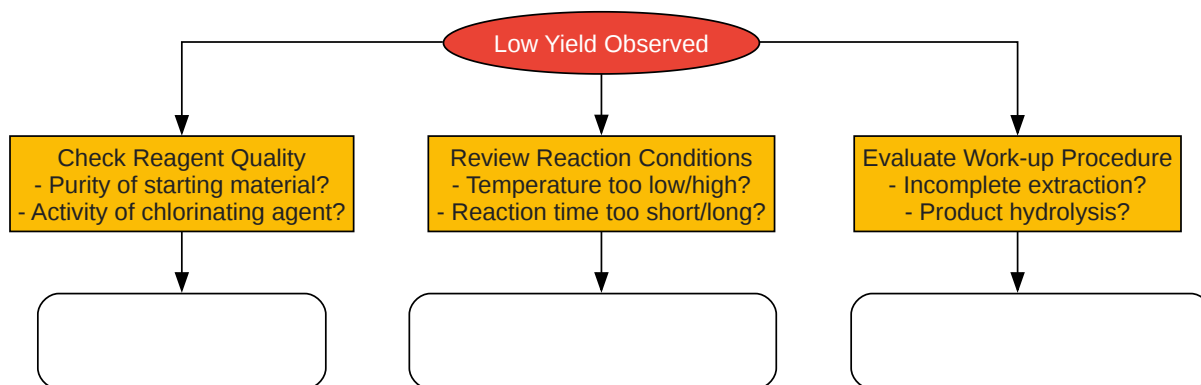 Low Yield Observed
Check Reagent Quality
- Purity of starting material?
- Activity of chlorinating agent?
Review Reaction Conditions
- Temperature too low/high?
- Reaction time too short/long?
Evaluate Work-up Procedure
- Incomplete extraction?
- Product hydrolysis?